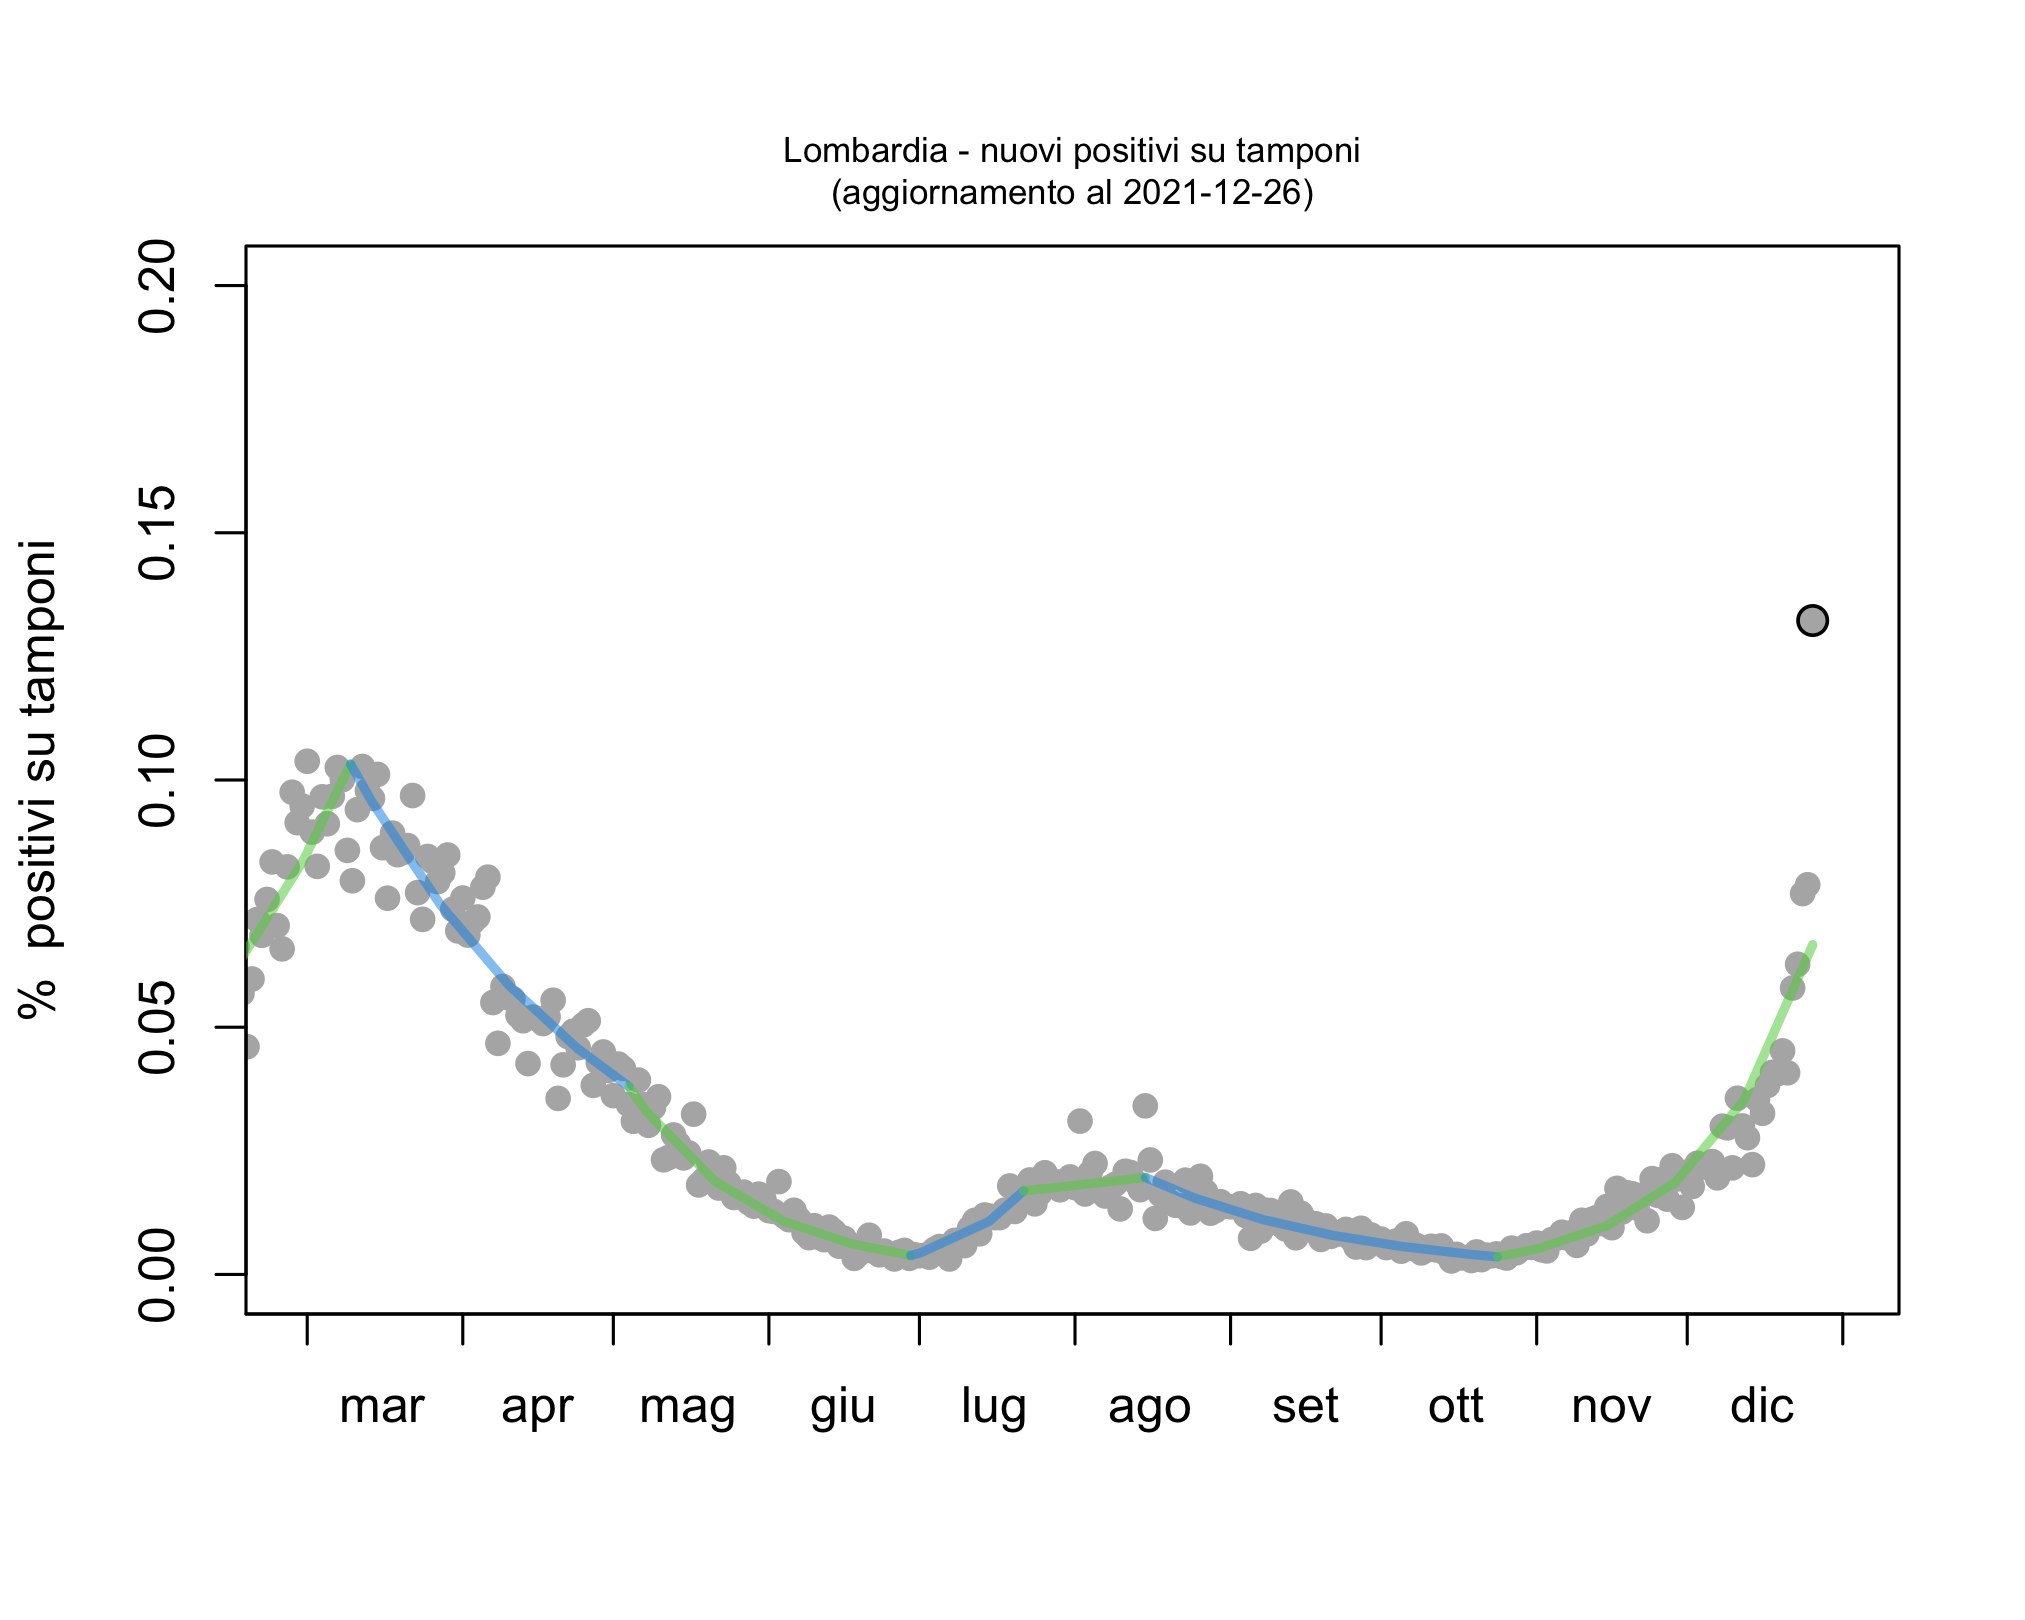 Lombardia - nuovi positivi su tamponi
(aggiornamento al 2021-12-26)
% positivi su tamponi
0.20
0.15
0.10
0.05
0.00
mar apr mag giu lug ago set ott nov dic